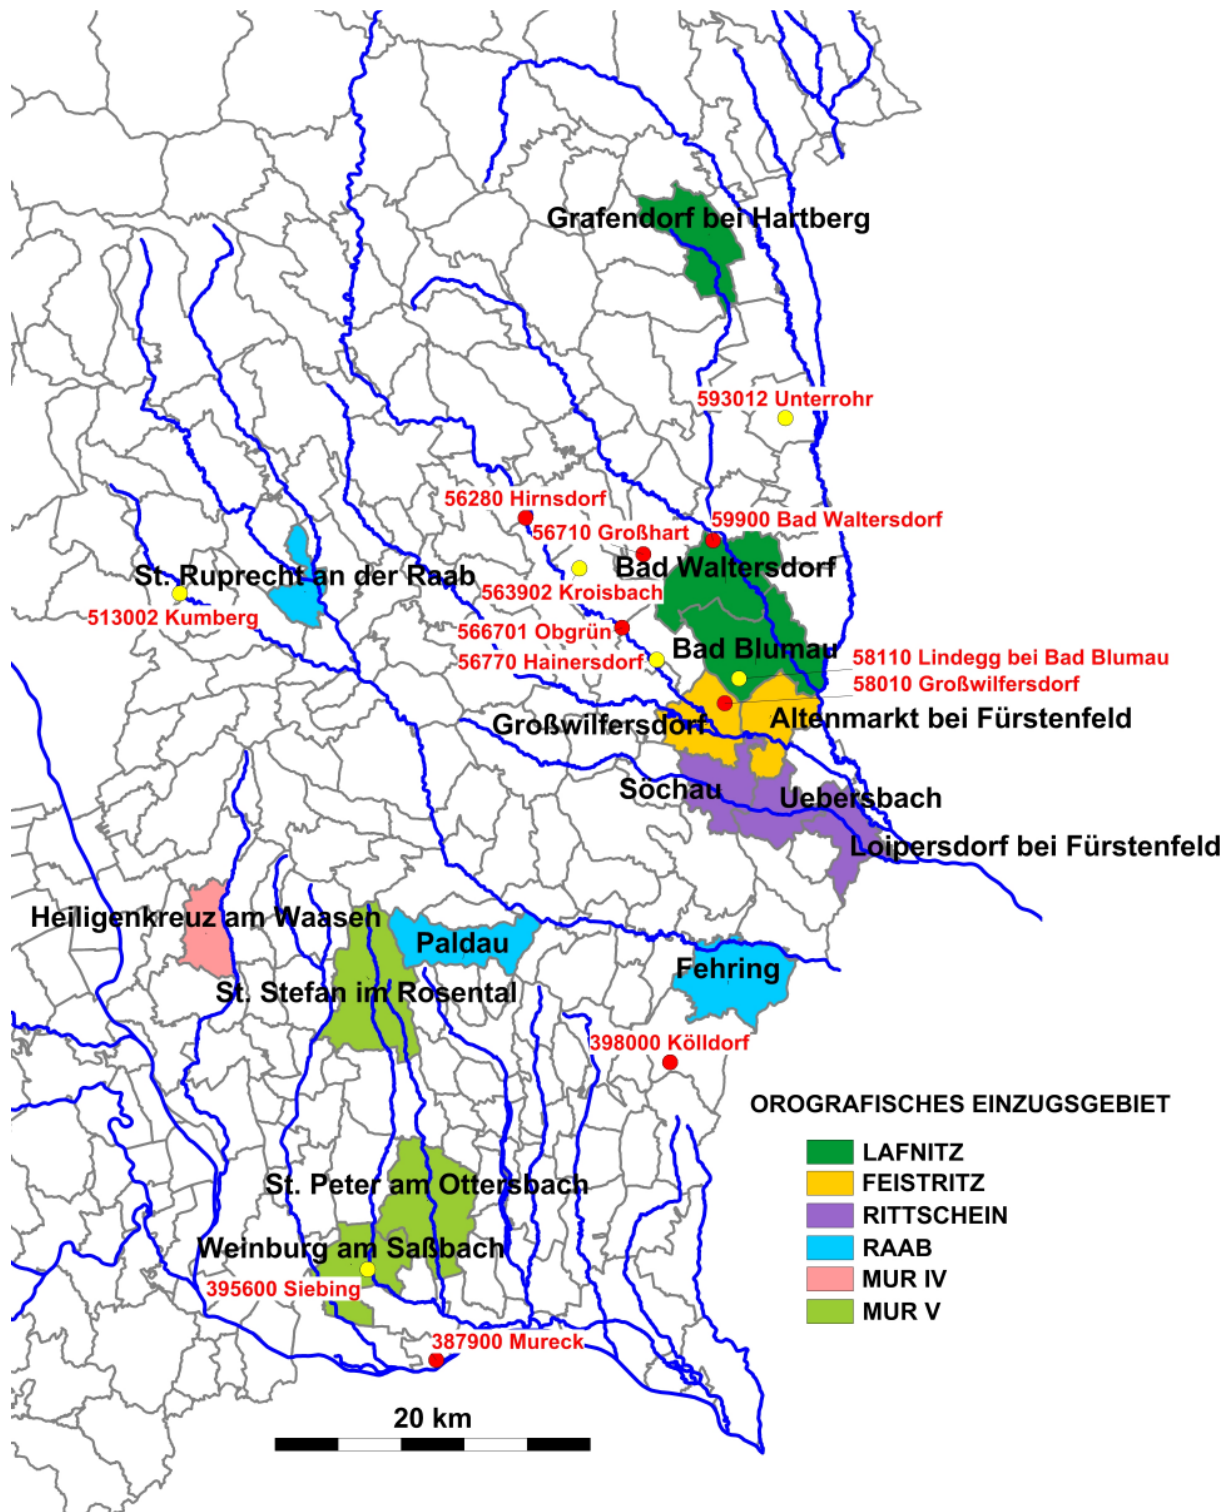 Grafendorf bei Hartberg
593012 Unterrohr
56280 Hirnsdorf
59900 Bad Waltersdorf
56710 Großhart
Bad Waltersdorf
St. Ruprecht an der Raab
563902 Kroisbach
513002 Kumberg
566701 Obgrün
Bad Blumau
58110 Lindegg bei Bad Blumau
56770 Hainersdorf
58010 Großwilfersdorf
Großwilfersdorf
Altenmarkt bei Fürstenfeld
Söchau
Uebersbach
Loipersdorf bei Fürstenfeld
Heiligenkreuz am Waasen
Paldau
Fehring
St. Stefan im Rosental
398000 Kölldorf
OROGRAFISCHES EINZUGSGEBIET
LAFNITZ
FEISTRITZ
RITTSCHEIN
RAAB
MUR IV
MUR V
St. Peter am Ottersbach
Weinburg am Saßbach
395600 Siebing
387900 Mureck
20 km